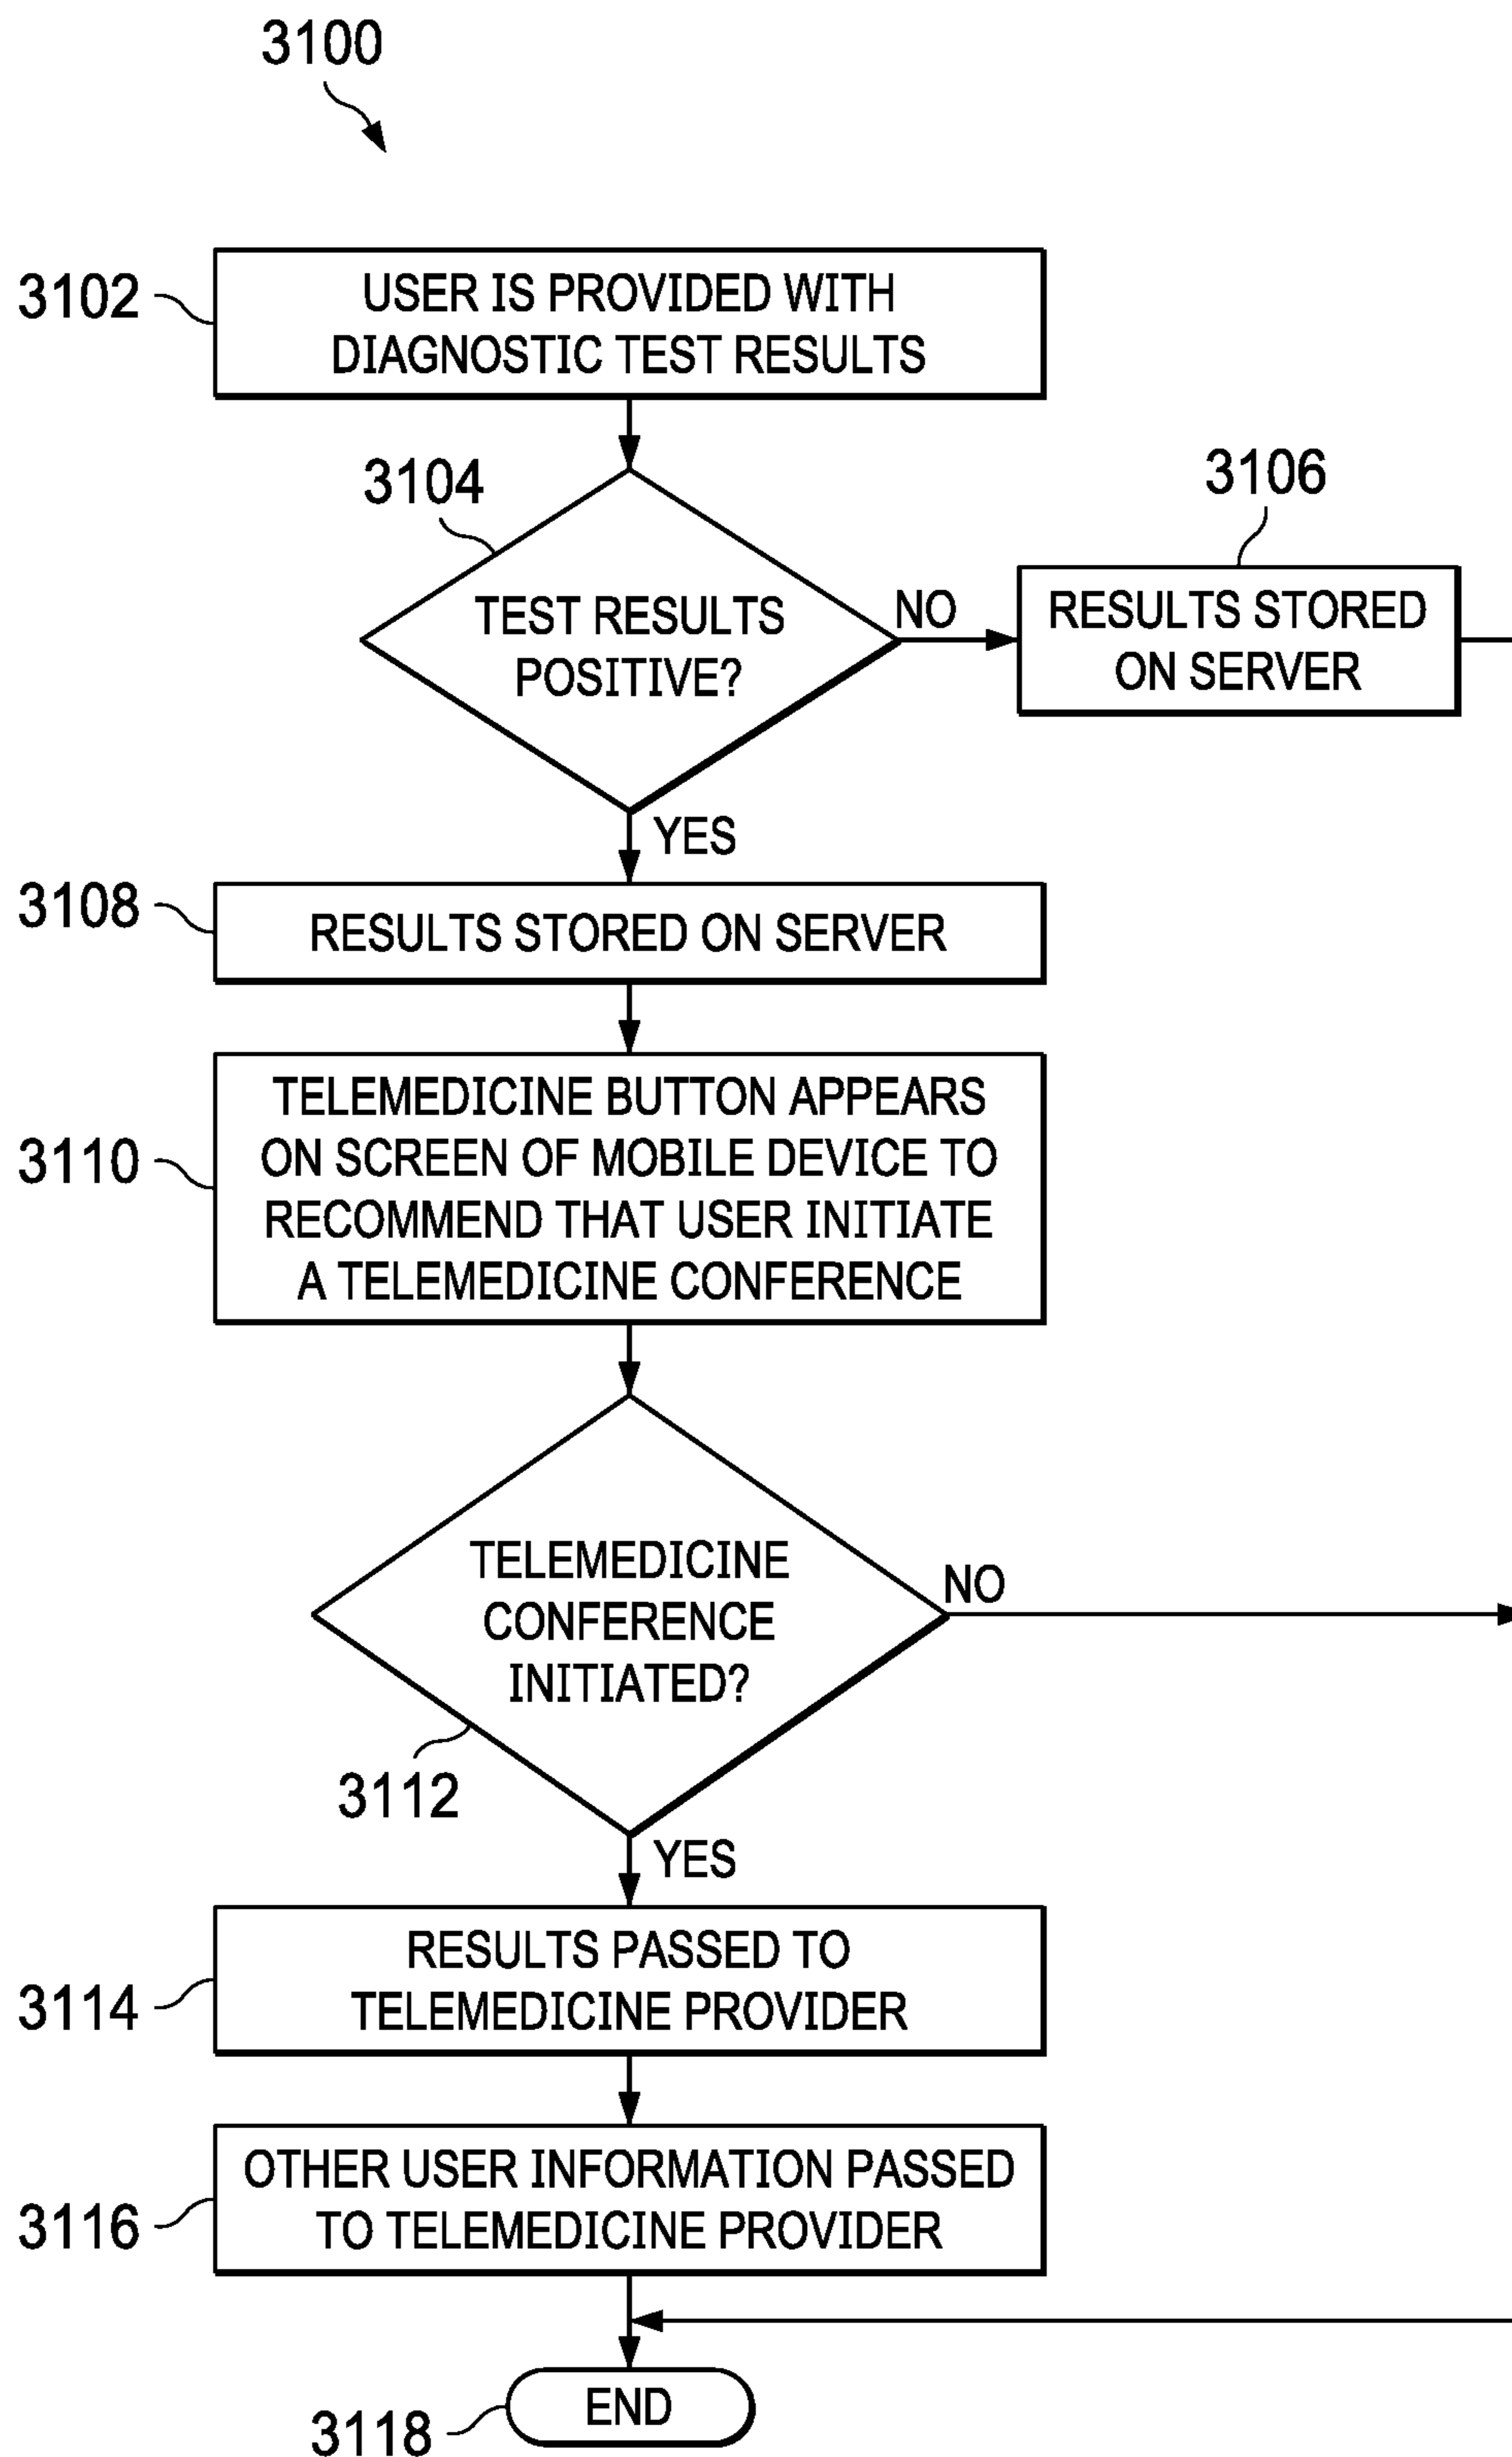 3100
3102
USER IS PROVIDED WITH
DIAGNOSTIC TEST RESULTS
3104
3106
TEST RESULTS
POSITIVE?
NO
RESULTS STORED
ON SERVER
YES
3108
RESULTS STORED ON SERVER
3110
TELEMEDICINE BUTTON APPEARS
ON SCREEN OF MOBILE DEVICE TO
RECOMMEND THAT USER INITIATE
A TELEMEDICINE CONFERENCE
TELEMEDICINE
CONFERENCE
INITIATED?
NO
3112
YES
3114
RESULTS PASSED TO
TELEMEDICINE PROVIDER
3116
OTHER USER INFORMATION PASSED
TO TELEMEDICINE PROVIDER
3118
END